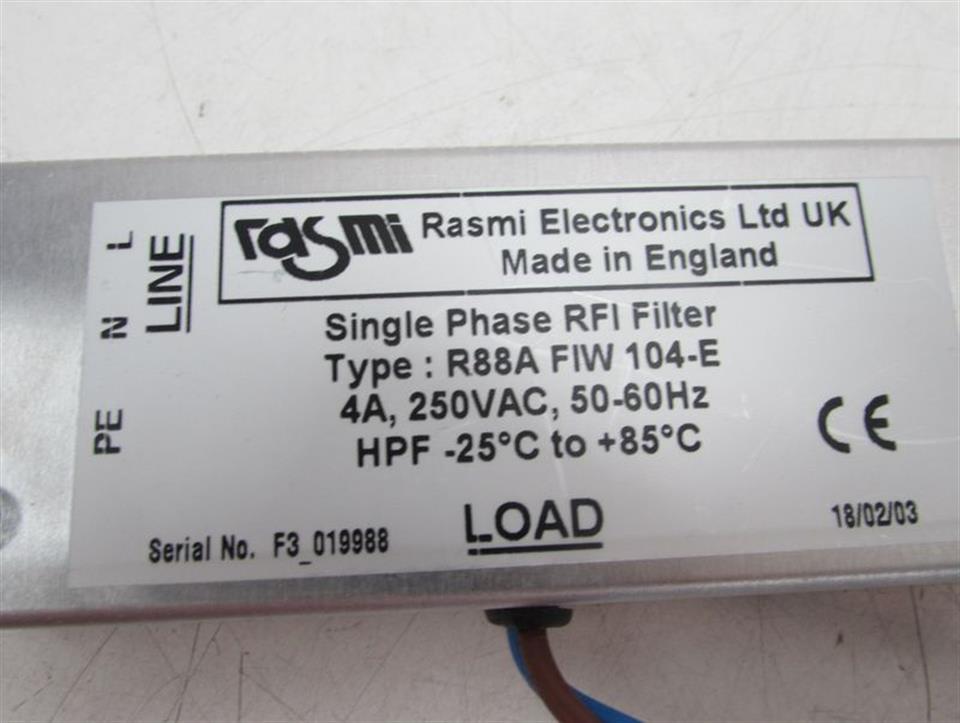 rasmi Rasmi Electronics Ltd UK
Made in England
L
N
PE
LINE
Single Phase RFI Filter
Type : R88A FIW 104-E
4A, 250VAC, 50-60Hz
HPF -25°C to +85°C
CE
LOAD
Serial No. F3_019988
18/02/03